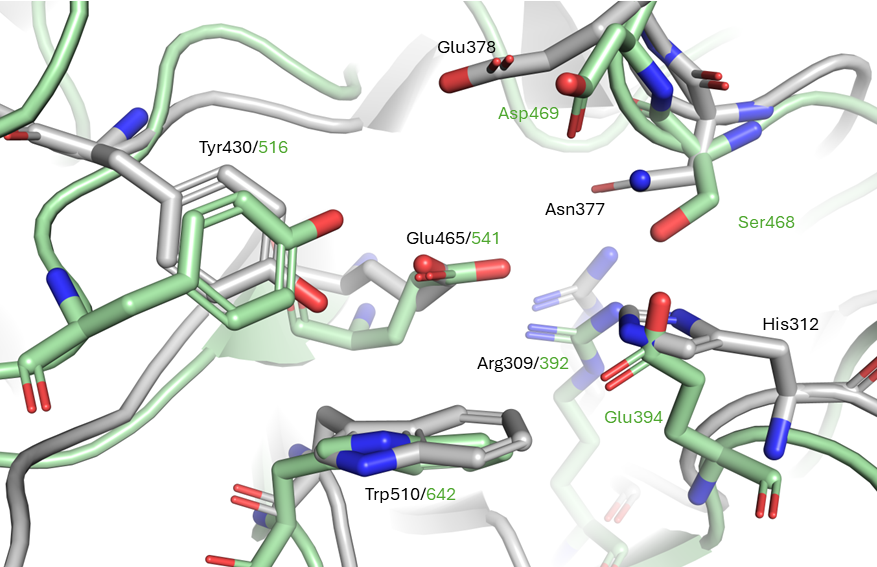 Glu378
Asp469
Tyr430/516
Asn377
Ser468
Glu465/541
His312
Arg309/392
Glu394
Trp510/642